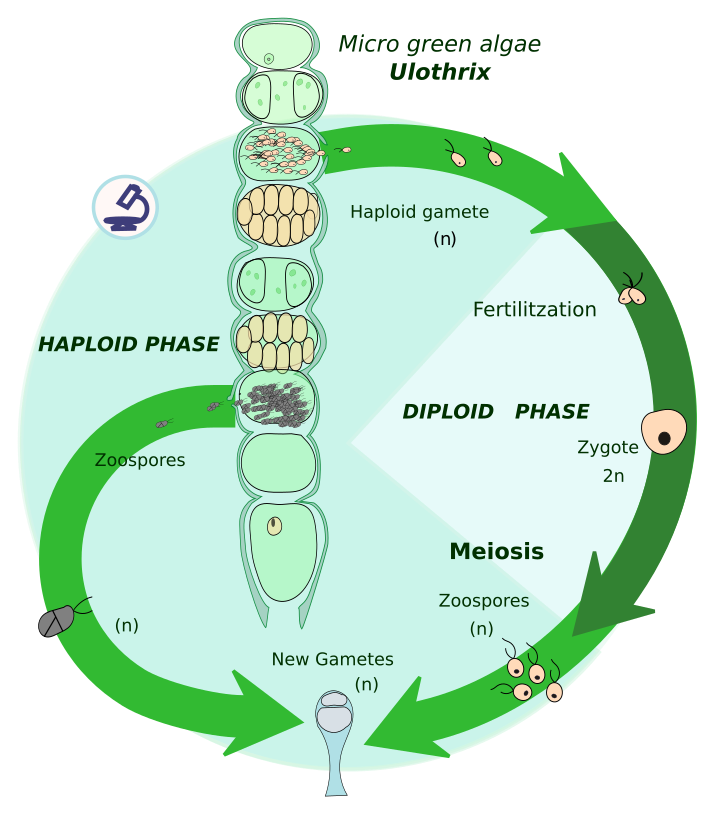 Micro green algae
Ulothrix
Haploid gamete
(n)
Fertilitzation
HAPLOID PHASE
DIPLOID PHASE
Zygote
2n
Zoospores
Meiosis
Zoospores
(n)
(n)
New Gametes
(n)